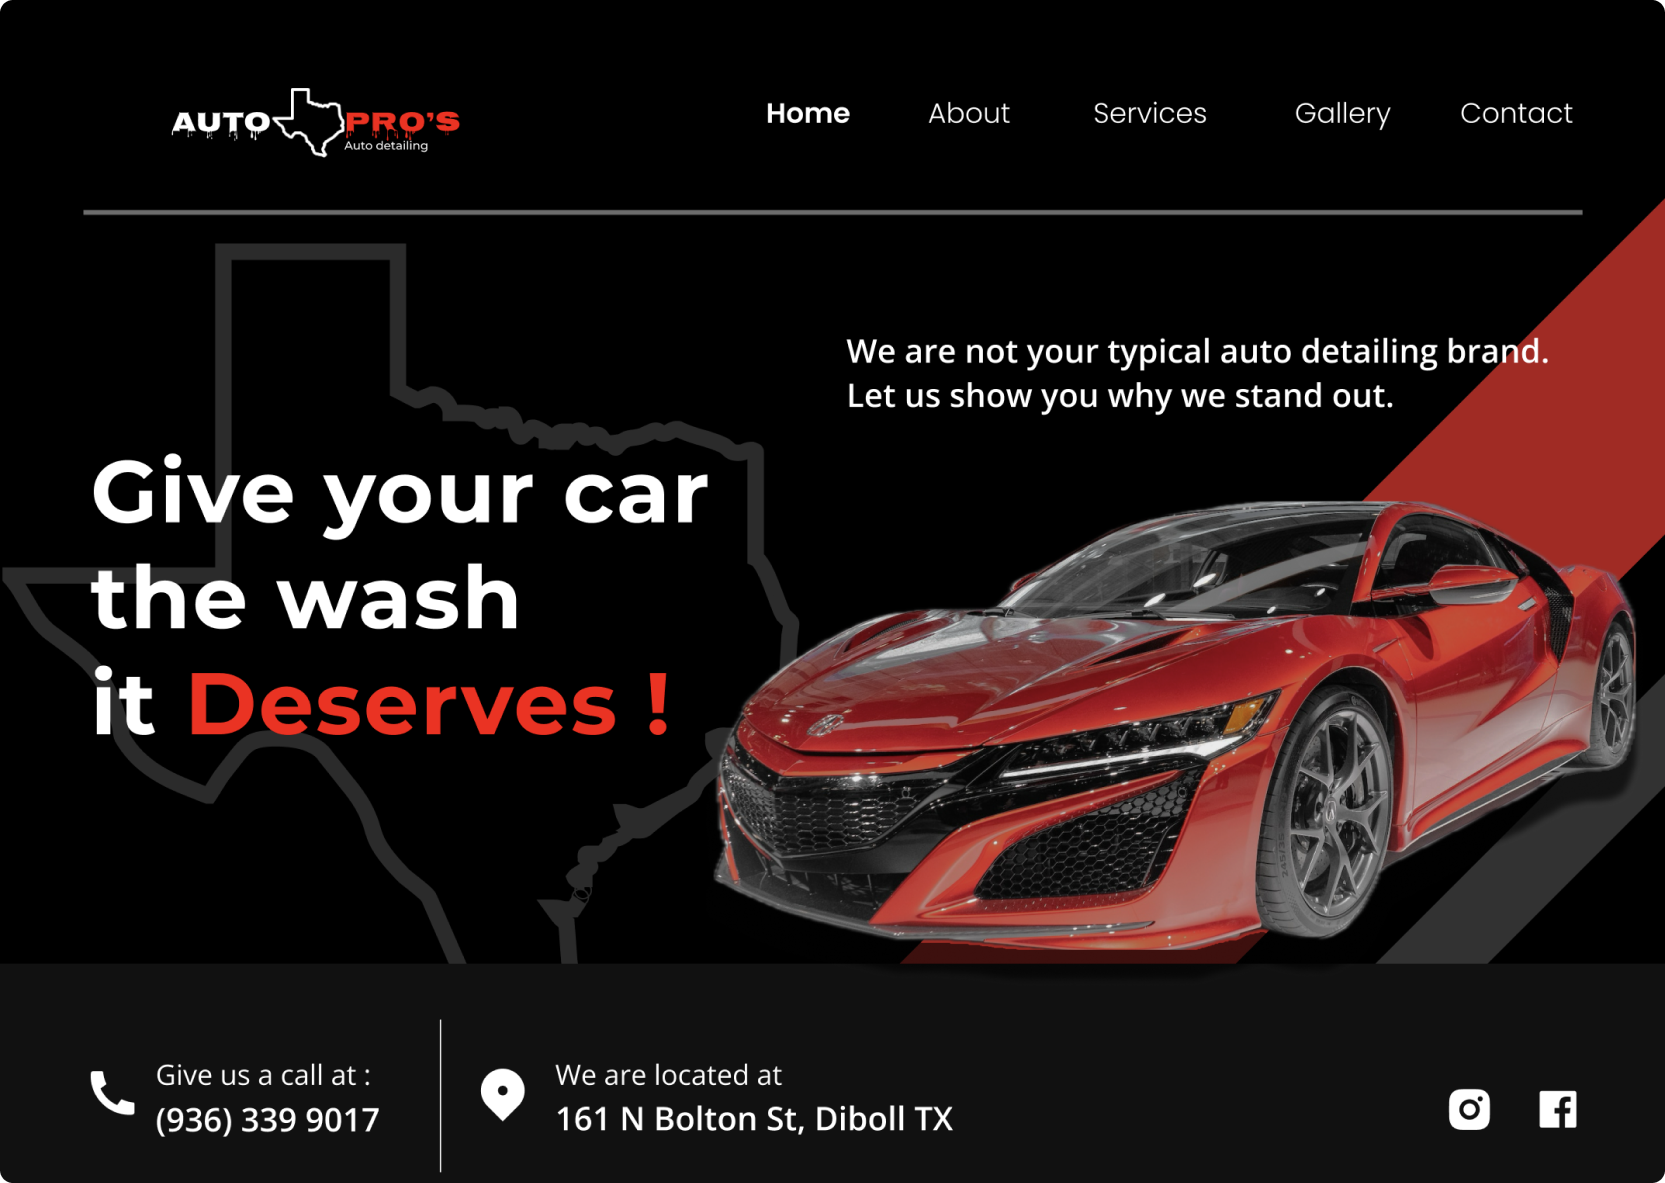 AUTO PRO'S
Auto detailing
Home About Services Gallery Contact
We are not your typical auto detailing brand.
Let us show you why we stand out.
Give your car
the wash
it Deserves !
Give us a call at :
(936) 339 9017
We are located at
161 N Bolton St, Diboll TX